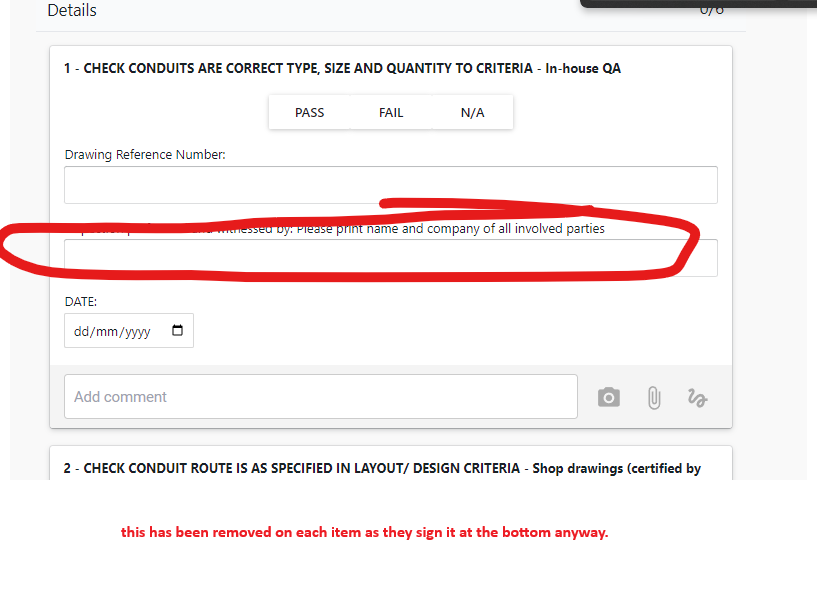 Details
0/6
1 - CHECK CONDUITS ARE CORRECT TYPE, SIZE AND QUANTITY TO CRITERIA - In-house QA
PASS FAIL N/A
Drawing Reference Number:
witnessed by: Please print name and company of all involved parties
DATE:
dd/mm/yyyy
Add comment
2 - CHECK CONDUIT ROUTE IS AS SPECIFIED IN LAYOUT/ DESIGN CRITERIA - Shop drawings (certified by
this has been removed on each item as they sign it at the bottom anyway.